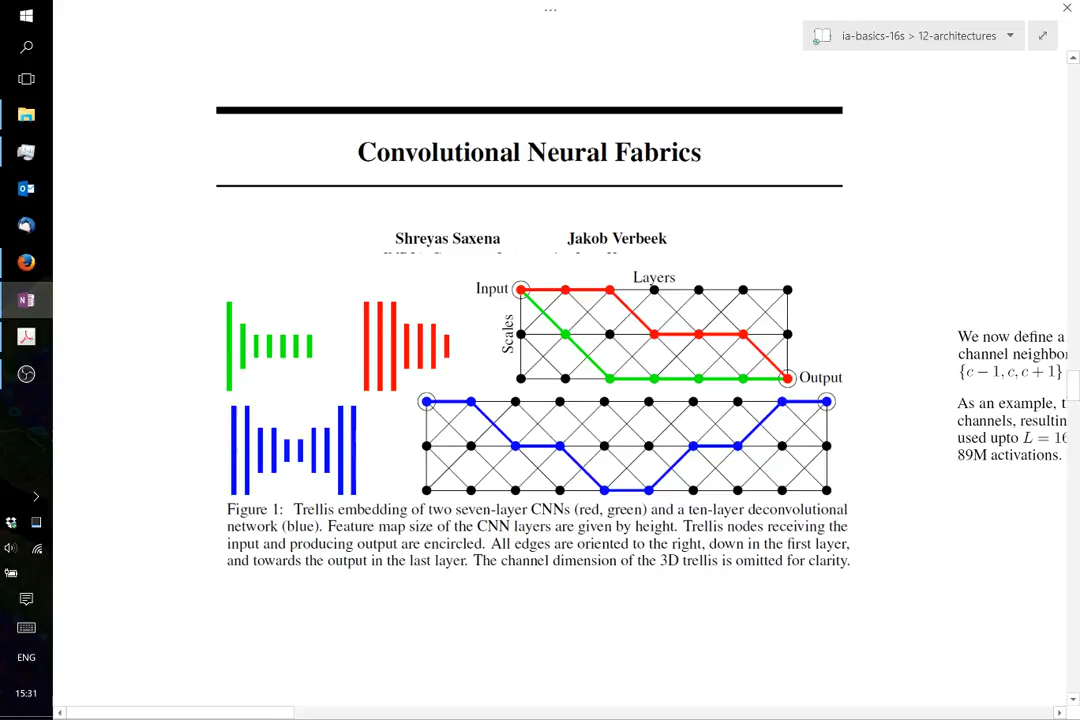 ia-basics-16s > 12-architectures
Convolutional Neural Fabrics
Shreyas Saxena Jakob Verbeek
Layers
Input
Scales
Output
Figure 1: Trellis embedding of two seven-layer CNNs (red, green) and a ten-layer deconvolutional
network (blue). Feature map size of the CNN layers are given by height. Trellis nodes receiving the
input and producing output are encircled. All edges are oriented to the right, down in the first layer,
and towards the output in the last layer. The channel dimension of the 3D trellis is omitted for clarity.
We now define a
channel neighbor
{c − 1, c, c + 1}
As an example, t
channels, resultin
used upto L = 16
89M activations.
ENG
15:31